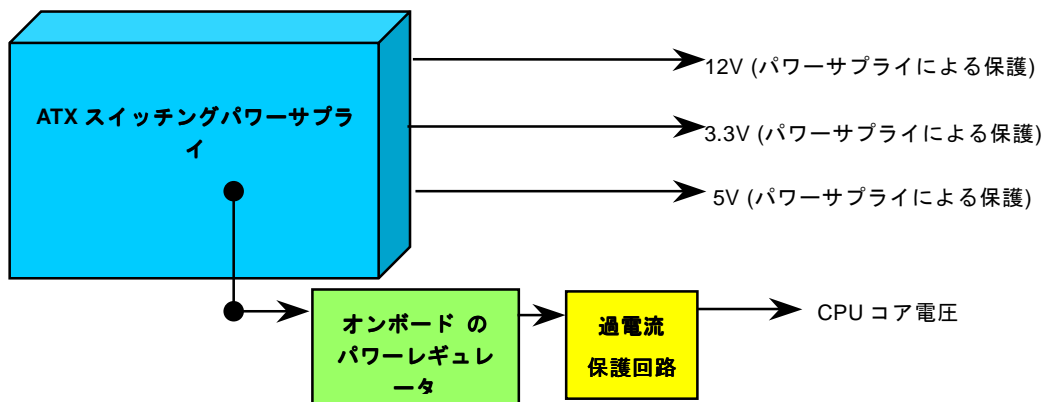 ATX スイッチングパワーサプラ
イ
12V (パワーサプライによる保護)
3.3V (パワーサプライによる保護)
5V (パワーサプライによる保護)
オンボード の
パワーレギュレ
ータ
過電流
保護回路
CPU コア電圧